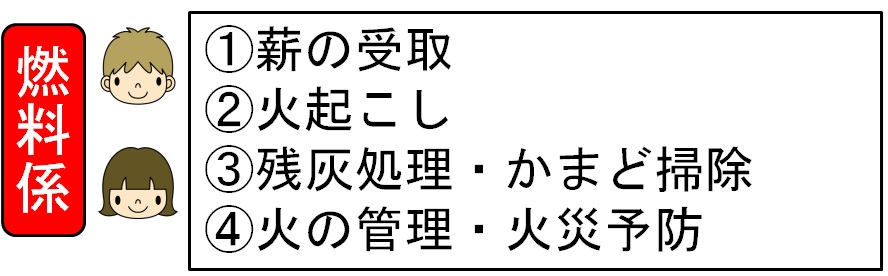 燃料係
①薪の受取
②火起こし
③残灰処理・かまど掃除
④火の管理・火災予防